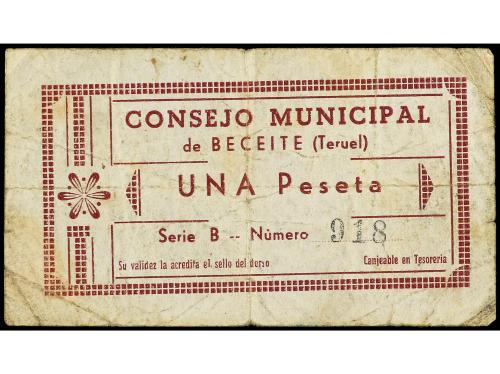 CONSEJO MUNICIPAL
de BECEITE (Teruel)
UNA Peseta
Serie B -- Número 918
Su validez la acredita el sello del dorso
Canjeable en Tesorería